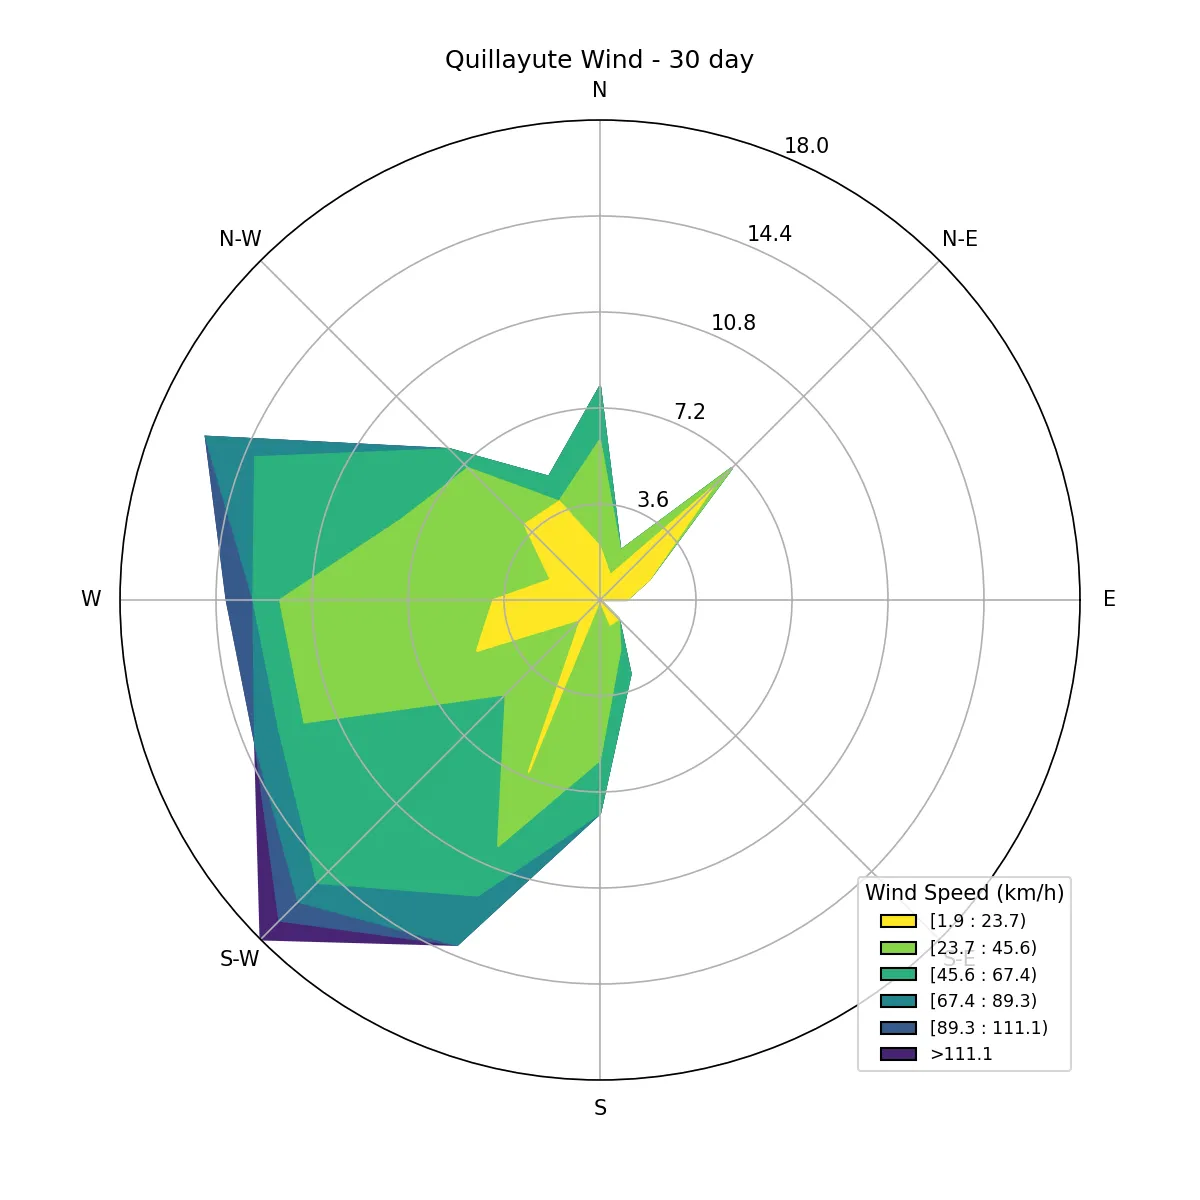 Quillayute Wind - 30 day
N
18.0
14.4
N-W
N-E
10.8
7.2
3.6
W
E
S-W
S-E
Wind Speed (km/h)
[1.9 : 23.7)
[23.7 : 45.6)
[45.6 : 67.4)
[67.4 : 89.3)
[89.3 : 111.1)
>111.1
S